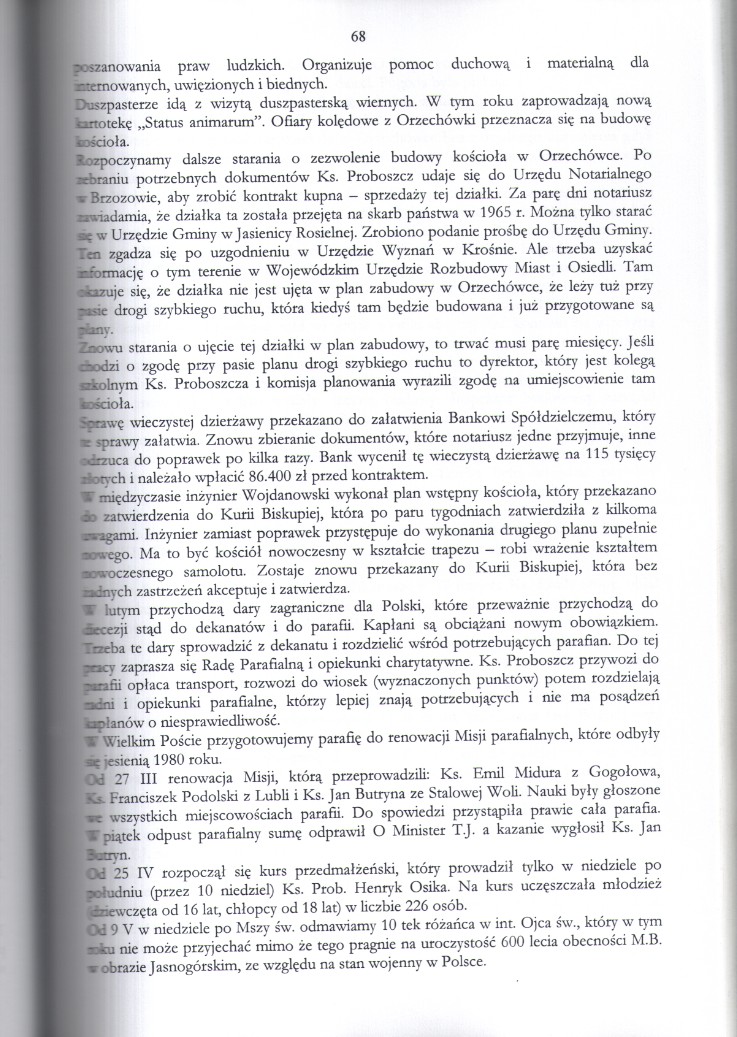 68
poszanowania praw ludzkich. Organizuje pomoc duchową i materialną dla
internowanych, uwięzionych i biednych.
Duszpasterze idą z wizytą duszpasterską wiernych. W tym roku zaprowadzają nową
kartotekę „Status animarum”. Ofiary kolędowe z Orzechówki przeznacza się na budowę
kościoła.
Rozpoczynamy dalsze starania o zezwolenie budowy kościoła w Orzechówce. Po
zebraniu potrzebnych dokumentów Ks. Proboszcz udaje się do Urzędu Notarialnego
w Brzozowie, aby zrobić kontrakt kupna – sprzedaży tej działki. Za parę dni notariusz
zawiadamia, że działka ta została przejęta na skarb państwa w 1965 r. Można tylko starać
się w Urzędzie Gminy w Jasienicy Rosielnej. Zrobiono podanie prośbę do Urzędu Gminy.
Ten zgadza się po uzgodnieniu w Urzędzie Wyznań w Krośnie. Ale trzeba uzyskać
informację o tym terenie w Wojewódzkim Urzędzie Rozbudowy Miast i Osiedli. Tam
okazuje się, że działka nie jest ujęta w plan zabudowy w Orzechówce, że leży tuż przy
pasie drogi szybkiego ruchu, która kiedyś tam będzie budowana i już przygotowane są
plany.
Znowu starania o ujęcie tej działki w plan zabudowy, to trwać musi parę miesięcy. Jeśli
chodzi o zgodę przy pasie planu drogi szybkiego ruchu to dyrektor, który jest kolegą
szkolnym Ks. Proboszcza i komisja planowania wyrazili zgodę na umiejscowienie tam
kościoła.
Sprawę wieczystej dzierżawy przekazano do załatwienia Bankowi Spółdzielczemu, który
te sprawy załatwia. Znowu zbieranie dokumentów, które notariusz jedne przyjmuje, inne
odrzuca do poprawek po kilka razy. Bank wycenił tę wieczystą dzierżawę na 115 tysięcy
złotych i należało wpłacić 86.400 zł przed kontraktem.
W międzyczasie inżynier Wojdanowski wykonał plan wstępny kościoła, który przekazano
do zatwierdzenia do Kurii Biskupiej, która po paru tygodniach zatwierdziła z kilkoma
uwagami. Inżynier zamiast poprawek przystępuje do wykonania drugiego planu zupełnie
nowego. Ma to być kościół nowoczesny w kształcie trapezu – robi wrażenie kształtem
nowoczesnego samolotu. Zostaje znowu przekazany do Kurii Biskupiej, która bez
żadnych zastrzeżeń akceptuje i zatwierdza.
W lutym przychodzą dary zagraniczne dla Polski, które przeważnie przychodzą do
diecezji stąd do dekanatów i do parafii. Kapłani są obciążani nowym obowiązkiem.
Trzeba te dary sprowadzić z dekanatu i rozdzielić wśród potrzebujących parafian. Do tej
pracy zaprasza się Radę Parafialną i opiekunki charytatywne. Ks. Proboszcz przywozi do
parafii opłaca transport, rozwozi do wiosek (wyznaczonych punktów) potem rozdzielają
radni i opiekunki parafialne, którzy lepiej znają potrzebujących i nie ma posądzeń
kapłanów o niesprawiedliwość.
W Wielkim Poście przygotowujemy parafię do renowacji Misji parafialnych, które odbyły
się jesienią 1980 roku.
Od 27 III renowacja Misji, którą przeprowadzili: Ks. Emil Midura z Gogołowa,
Ks. Franciszek Podolski z Lubli i Ks. Jan Butryna ze Stalowej Woli. Nauki były głoszone
we wszystkich miejscowościach parafii. Do spowiedzi przystąpiła prawie cała parafia.
W piątek odpust parafialny sumę odprawił O Minister T.J. a kazanie wygłosił Ks. Jan
Butryn.
Od 25 IV rozpoczął się kurs przedmałżeński, który prowadził tylko w niedziele po
południu (przez 10 niedziel) Ks. Prob. Henryk Osika. Na kurs uczęszczała młodzież
(dziewczęta od 16 lat, chłopcy od 18 lat) w liczbie 226 osób.
Od 9 V w niedziele po Mszy św. odmawiamy 10 tek różańca w int. Ojca św., który w tym
roku nie może przyjechać mimo że tego pragnie na uroczystość 600 lecia obecności M.B.
w obrazie Jasnogórskim, ze względu na stan wojenny w Polsce.